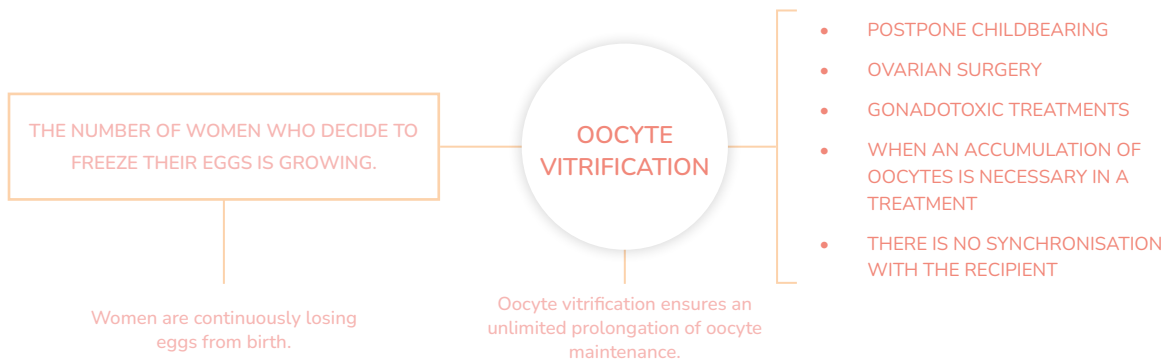 THE NUMBER OF WOMEN WHO DECIDE TO
FREEZE THEIR EGGS IS GROWING.
Women are continuously losing
eggs from birth.
OOCYTE
VITRIFICATION
Oocyte vitrification ensures an
unlimited prolongation of oocyte
maintenance.
• POSTPONE CHILDBEARING
• OVARIAN SURGERY
• GONADOTOXIC TREATMENTS
• WHEN AN ACCUMULATION OF
OOCYTES IS NECESSARY IN A
TREATMENT
• THERE IS NO SYNCHRONISATION
WITH THE RECIPIENT